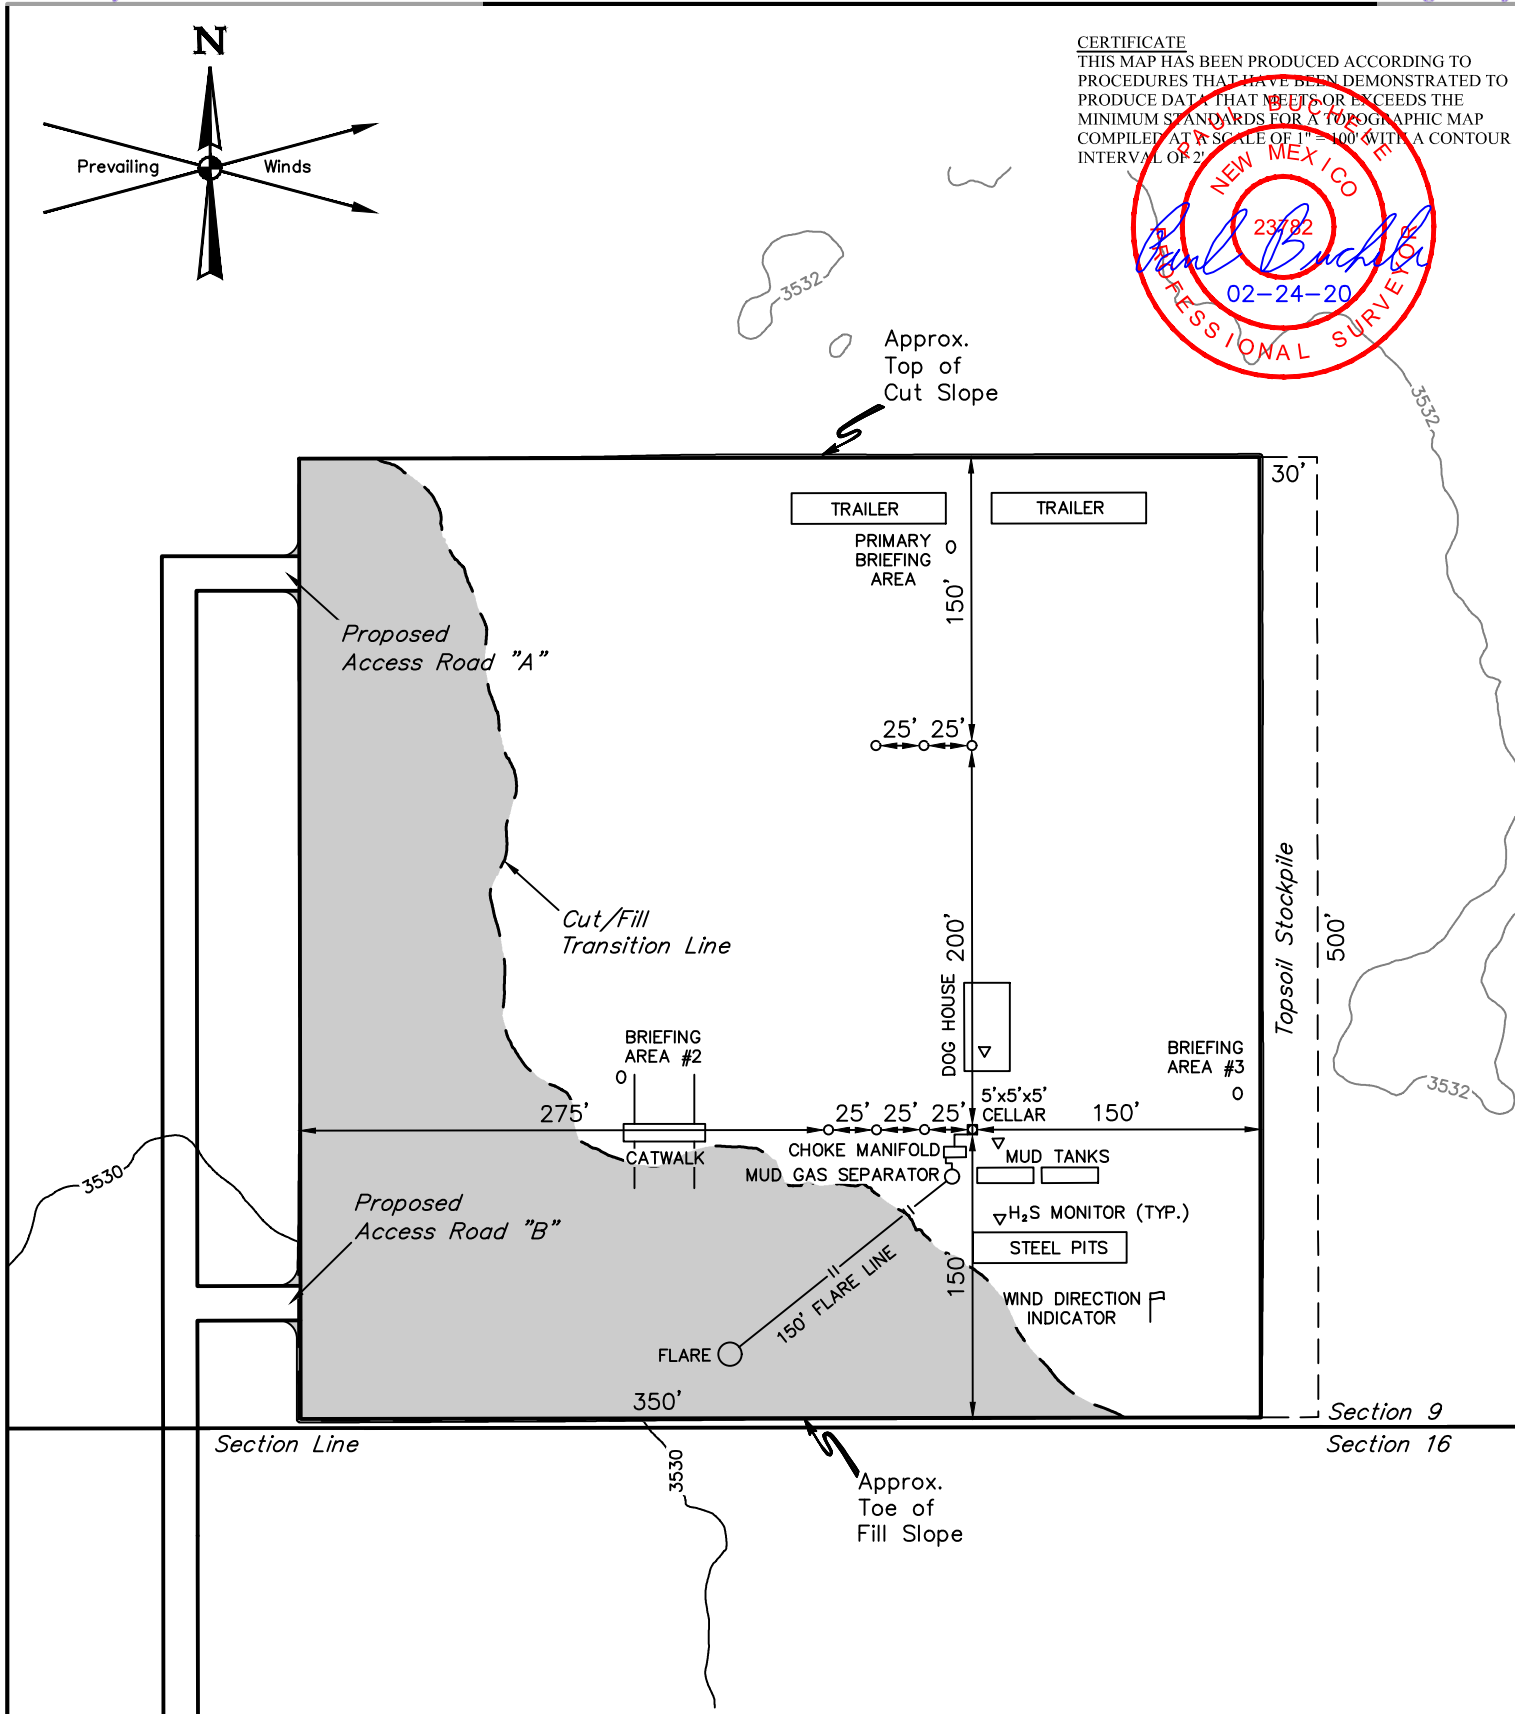 N
Prevailing Winds
CERTIFICATE
THIS MAP HAS BEEN PRODUCED ACCORDING TO
PROCEDURES THAT HAVE BEEN DEMONSTRATED TO
PRODUCE DATA THAT MEETS OR EXCEEDS THE
MINIMUM STANDARDS FOR A TOPOGRAPHIC MAP
COMPILED AT A SCALE OF 1" = 100' WITH A CONTOUR
INTERVAL OF 2'.
PAUL BUCHELE
NEW MEXICO
23782
Paul Buchele
02-24-20
PROFESSIONAL SURVEYOR
3532
Approx.
Top of
Cut Slope
3532
30'
TRAILER
TRAILER
PRIMARY
BRIEFING
AREA
150'
Proposed
Access Road "A"
25' 25'
Cut/Fill
Transition Line
200'
DOG HOUSE
Topsoil Stockpile
500'
BRIEFING
AREA #2
BRIEFING
AREA #3
3532
5'x5'x5'
CELLAR
275'
25' 25' 25'
150'
CATWALK
CHOKE MANIFOLD
MUD TANKS
MUD GAS SEPARATOR
3530
Proposed
Access Road "B"
H₂S MONITOR (TYP.)
STEEL PITS
150'
150' FLARE LINE
WIND DIRECTION
INDICATOR
FLARE
350'
Section 9
Section Line
Section 16
3530
Approx.
Toe of
Fill Slope